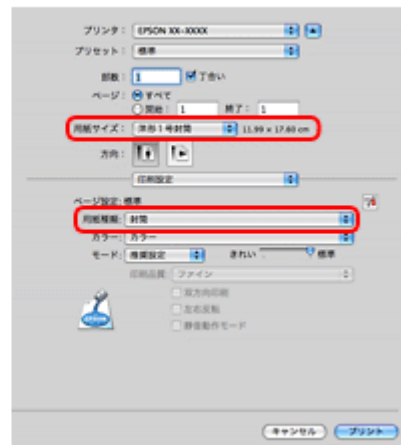 プリンタ: EPSON XX-XXXX
プリセット: 標準
部数: 1 丁合い
ページ: すべて
開始: 1 終了: 1
用紙サイズ: 洋形1号封筒 11.99 × 17.60 cm
方向:
印刷設定
ページ設定: 標準
用紙種類: 封筒
カラー: カラー
モード: 推奨設定 きれい 標準
印刷品質: ファイン
双方向印刷
左右反転
静音動作モード
EPSON
キャンセル プリント